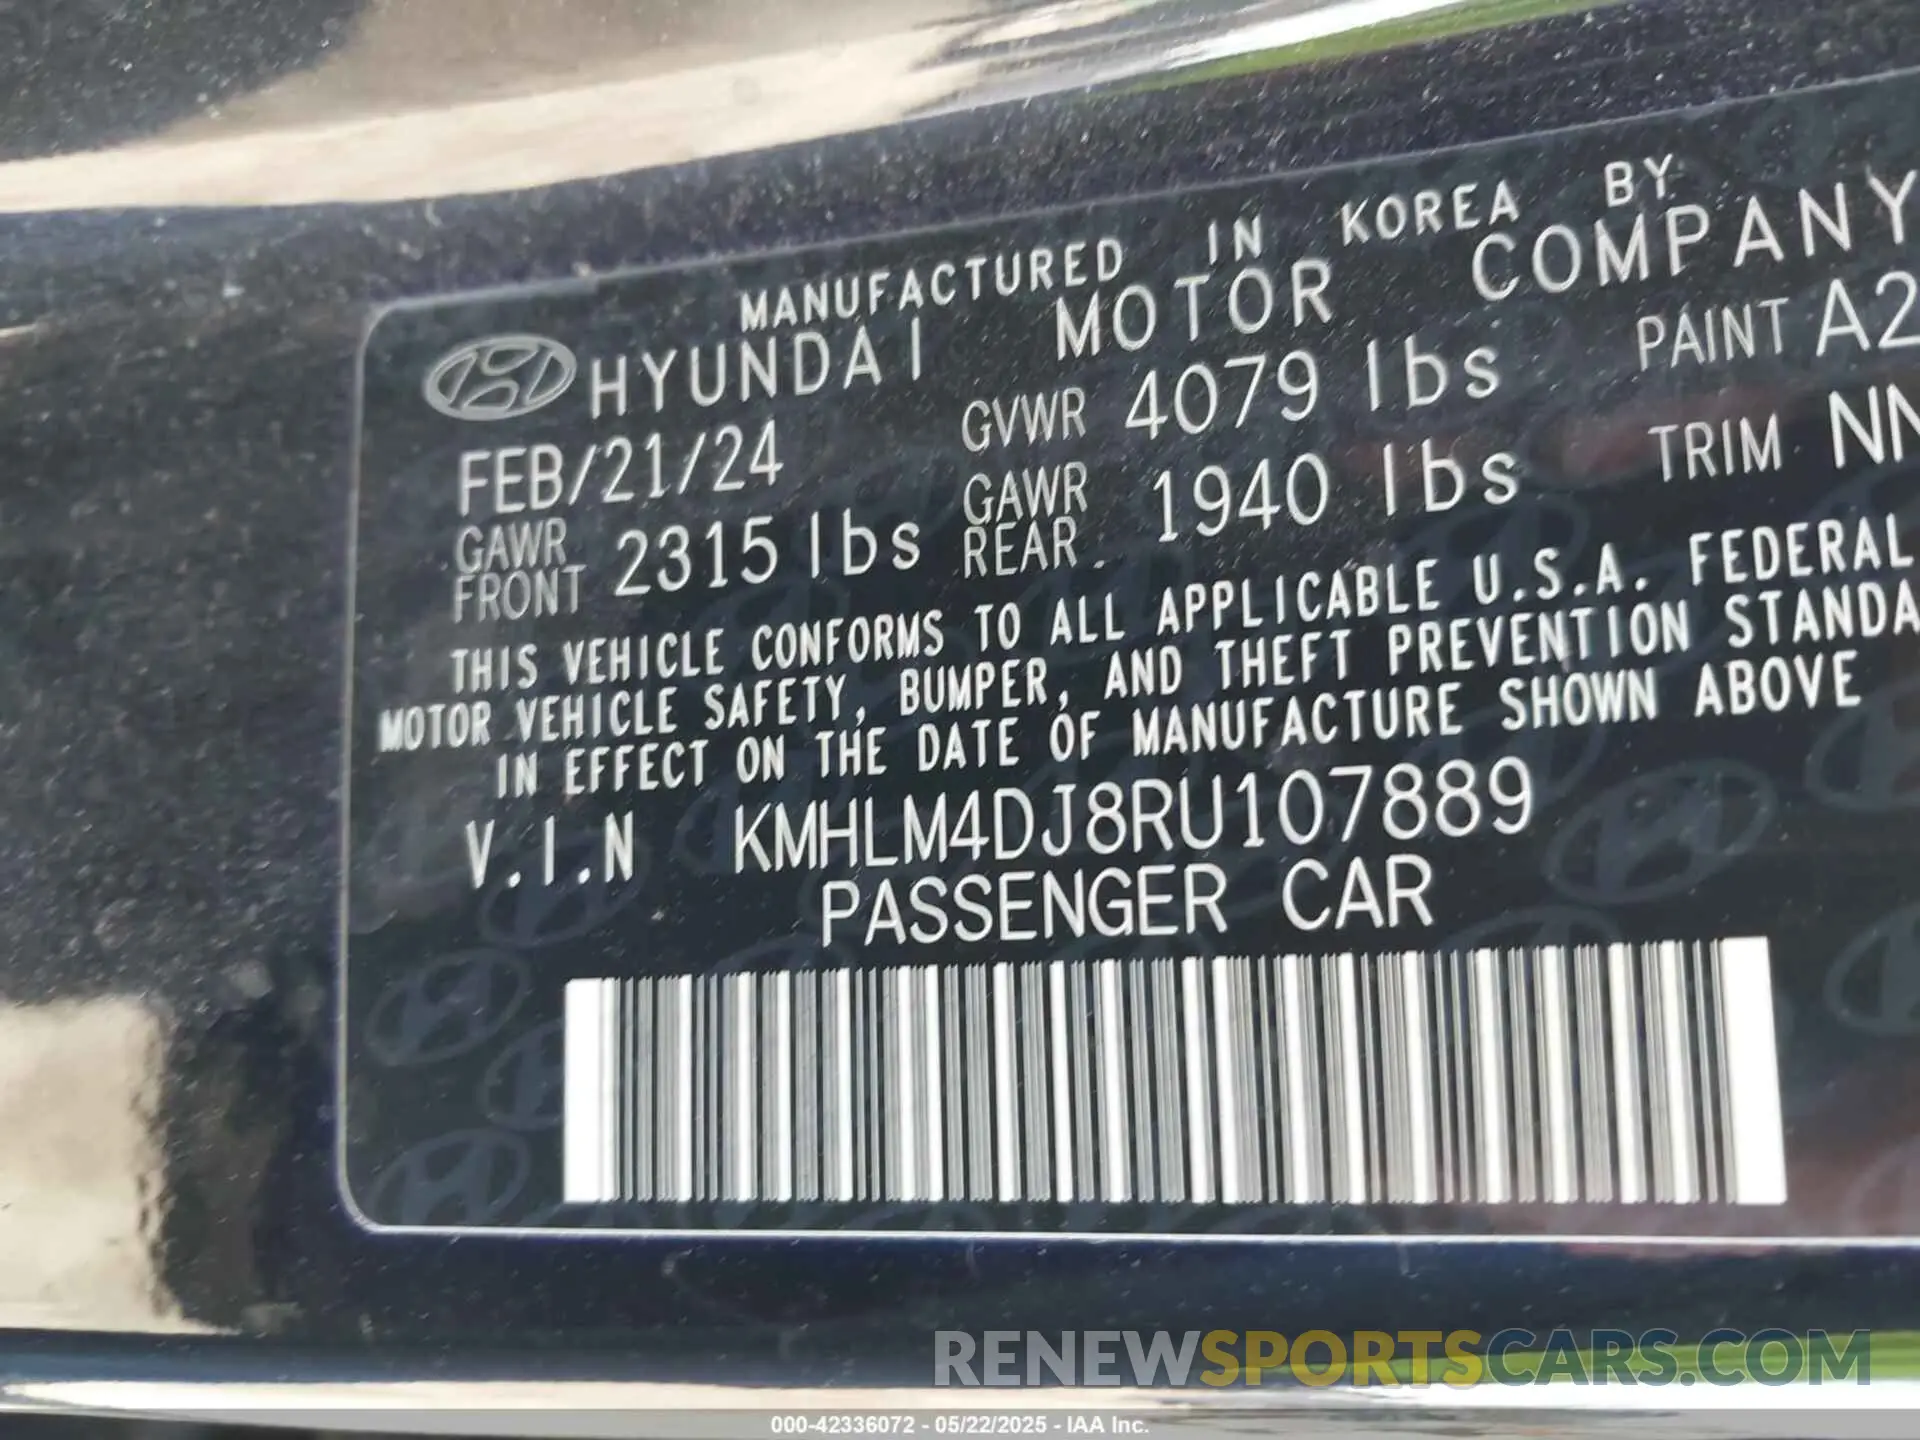 MANUFACTURED IN KOREA BY
HYUNDAI MOTOR COMPANY
FEB/21/24 GVWR 4079 lbs PAINT A2
GAWR FRONT 2315 lbs GAWR REAR 1940 lbs TRIM NN
THIS VEHICLE CONFORMS TO ALL APPLICABLE U.S.A. FEDERAL
MOTOR VEHICLE SAFETY, BUMPER, AND THEFT PREVENTION STANDA
IN EFFECT ON THE DATE OF MANUFACTURE SHOWN ABOVE
V.I.N KMHLM4DJ8RU107889
PASSENGER CAR
RENEWSPORTSCARS.COM
000-42336072 - 05/22/2025 - IAA Inc.